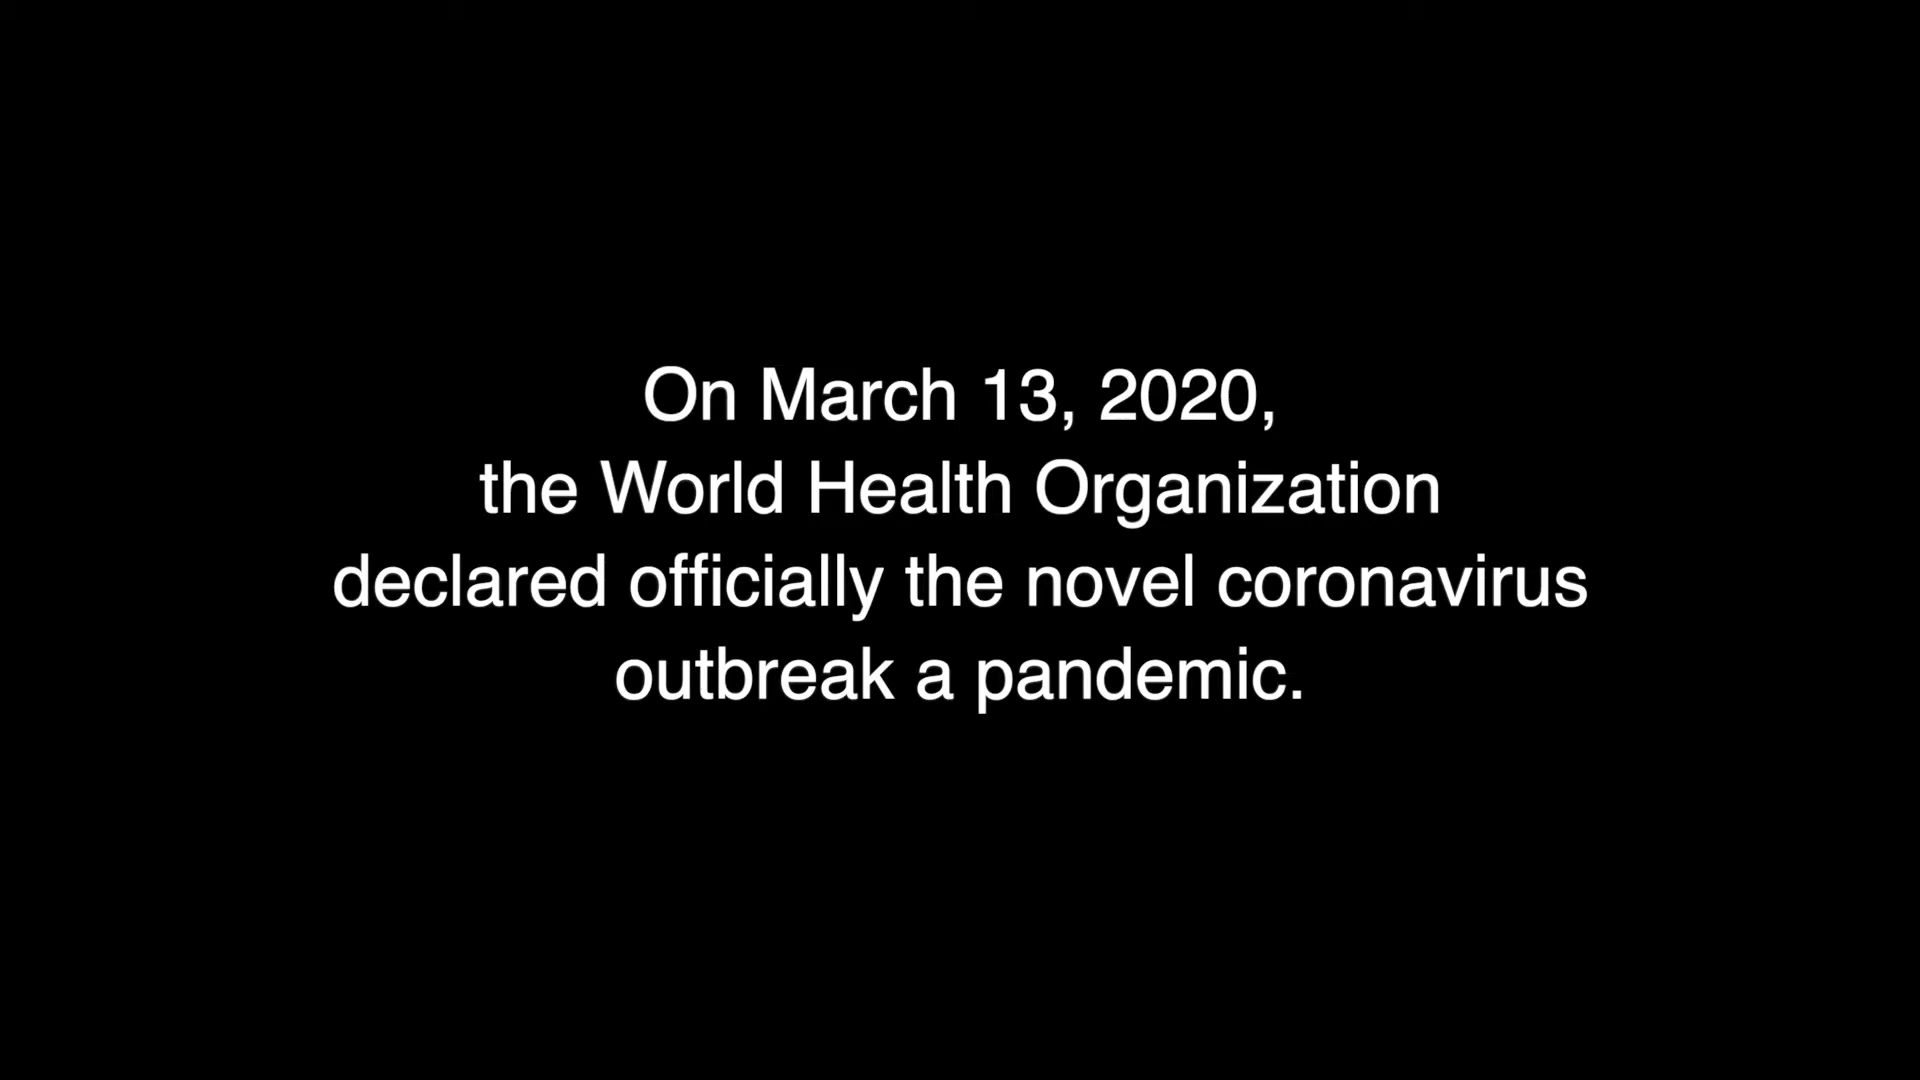 On March 13, 2020,
the World Health Organization
declared officially the novel coronavirus
outbreak a pandemic.